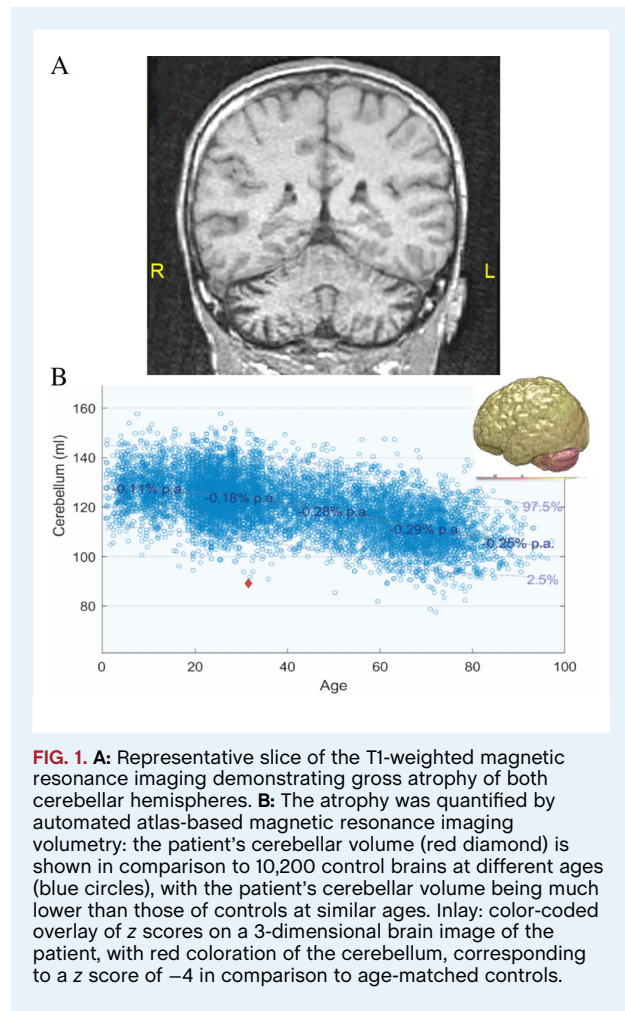 A
R
L
B
160
140
120
100
80
Cerebellum (ml)
-0.11% p.a.
-0.18% p.a.
-0.28% p.a.
-0.29% p.a.
-0.25% p.a.
97.5%
2.5%
0
20
40
60
80
100
Age
FIG. 1. A: Representative slice of the T1-weighted magnetic
resonance imaging demonstrating gross atrophy of both
cerebellar hemispheres. B: The atrophy was quantified by
automated atlas-based magnetic resonance imaging
volumetry: the patient's cerebellar volume (red diamond) is
shown in comparison to 10,200 control brains at different ages
(blue circles), with the patient's cerebellar volume being much
lower than those of controls at similar ages. Inlay: color-coded
overlay of z scores on a 3-dimensional brain image of the
patient, with red coloration of the cerebellum, corresponding
to a z score of −4 in comparison to age-matched controls.